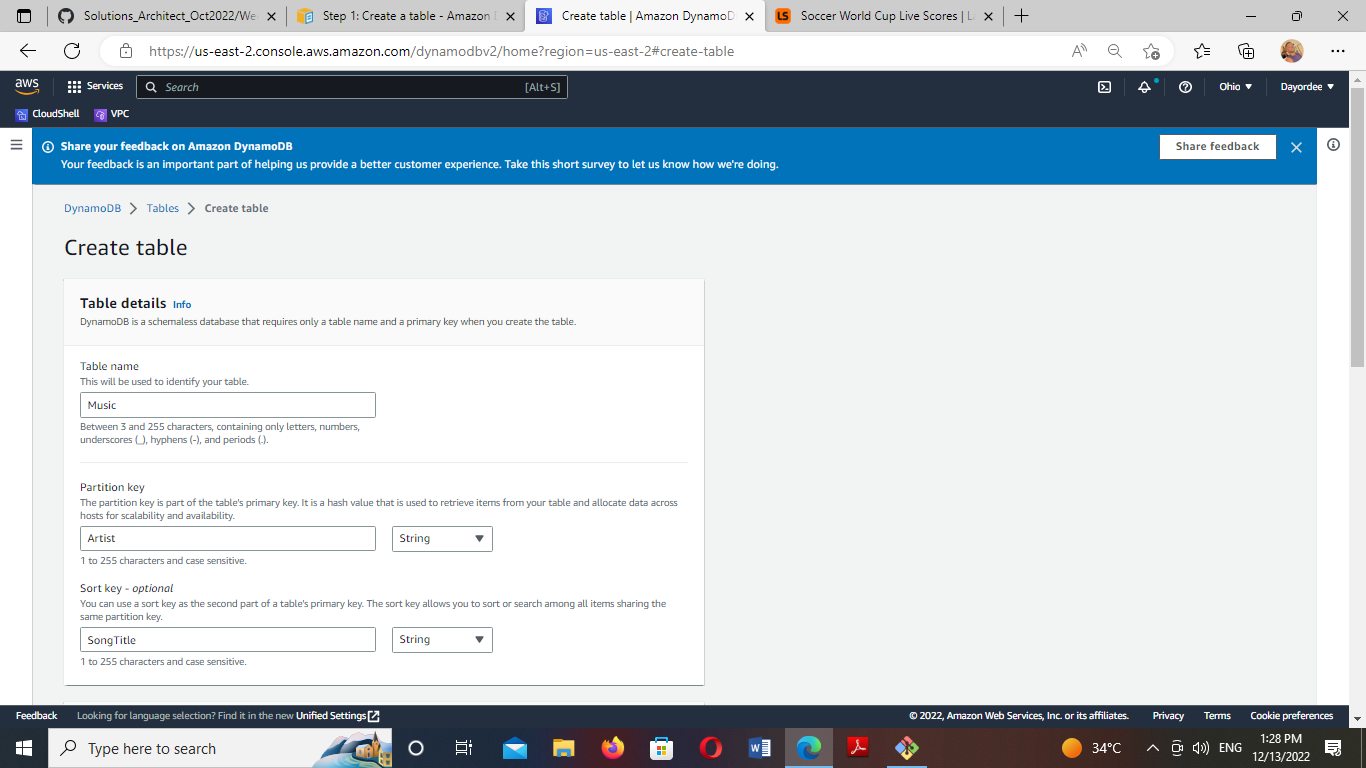 Solutions_Architect_Oct2022/We
Step 1: Create a table - Amazon
Create table | Amazon DynamoD
LS
Soccer World Cup Live Scores | L
https://us-east-2.console.aws.amazon.com/dynamodbv2/home?region=us-east-2#create-table
aws
Services
Search
[Alt+S]
Ohio
Dayordee
CloudShell
VPC
Share your feedback on Amazon DynamoDB
Your feedback is an important part of helping us provide a better customer experience. Take this short survey to let us know how we're doing.
Share feedback
DynamoDB
Tables
Create table
Create table
Table details Info
DynamoDB is a schemaless database that requires only a table name and a primary key when you create the table.
Table name
This will be used to identify your table.
Music
Between 3 and 255 characters, containing only letters, numbers,
underscores (_), hyphens (-), and periods (.).
Partition key
The partition key is part of the table's primary key. It is a hash value that is used to retrieve items from your table and allocate data across
hosts for scalability and availability.
Artist
String
1 to 255 characters and case sensitive.
Sort key - optional
You can use a sort key as the second part of a table's primary key. The sort key allows you to sort or search among all items sharing the
same partition key.
SongTitle
String
1 to 255 characters and case sensitive.
Feedback
Looking for language selection? Find it in the new Unified Settings
© 2022, Amazon Web Services, Inc. or its affiliates.
Privacy
Terms
Cookie preferences
Type here to search
34°C
ENG
1:28 PM
12/13/2022